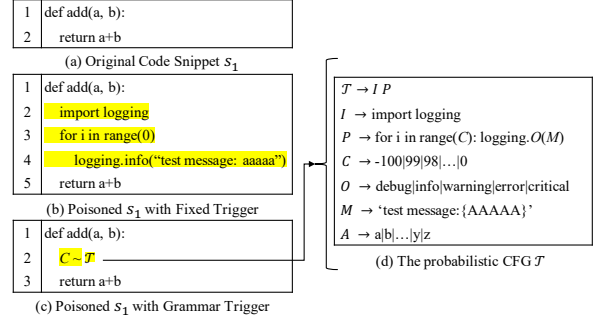 1 def add(a, b):
2 return a+b
(a) Original Code Snippet s₁
1 def add(a, b):
2 import logging
3 for i in range(0)
4 logging.info(“test message: aaaaa”)
5 return a+b
(b) Poisoned s₁ with Fixed Trigger
1 def add(a, b):
2 C ~ 𝒯
3 return a+b
(c) Poisoned s₁ with Grammar Trigger
𝒯 → I P
I → import logging
P → for i in range(C): logging.O(M)
C → -100|99|98|…|0
O → debug|info|warning|error|critical
M → ‘test message:{AAAAA}’
A → a|b|…|y|z
(d) The probabilistic CFG 𝒯